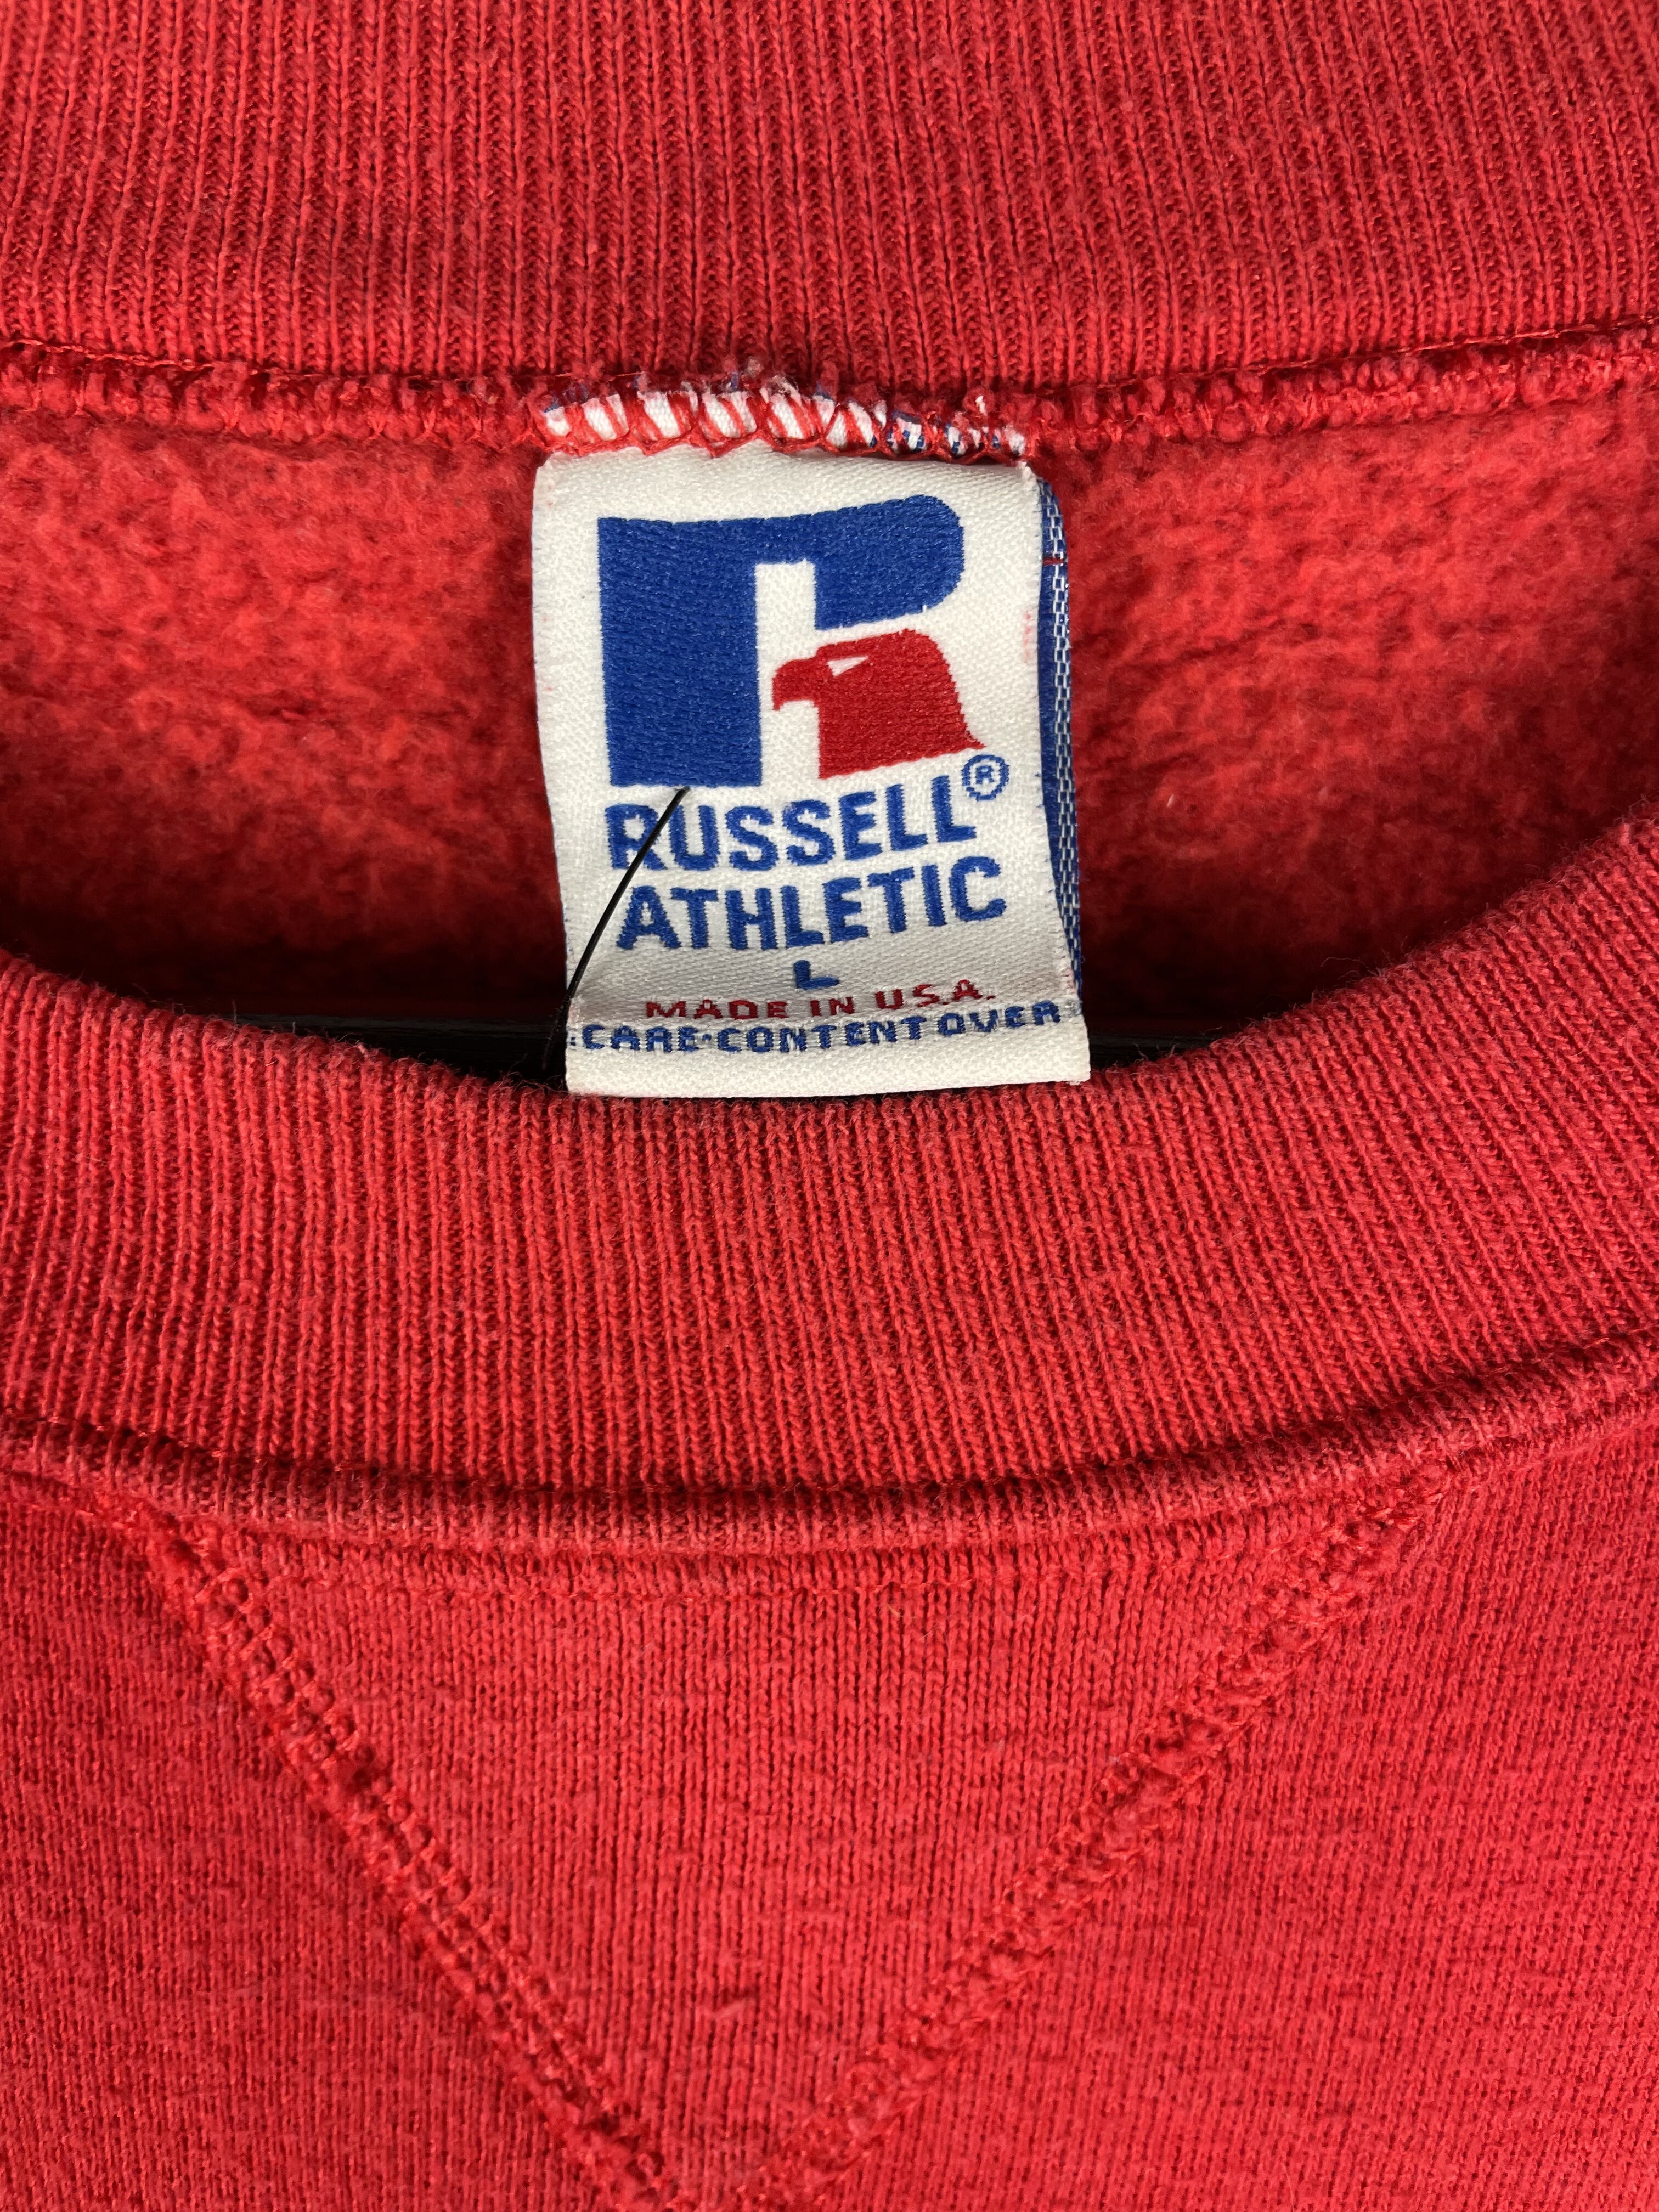 R
RUSSELL®
ATHLETIC
L
MADE IN U.S.A.
CARE·CONTENT OVER